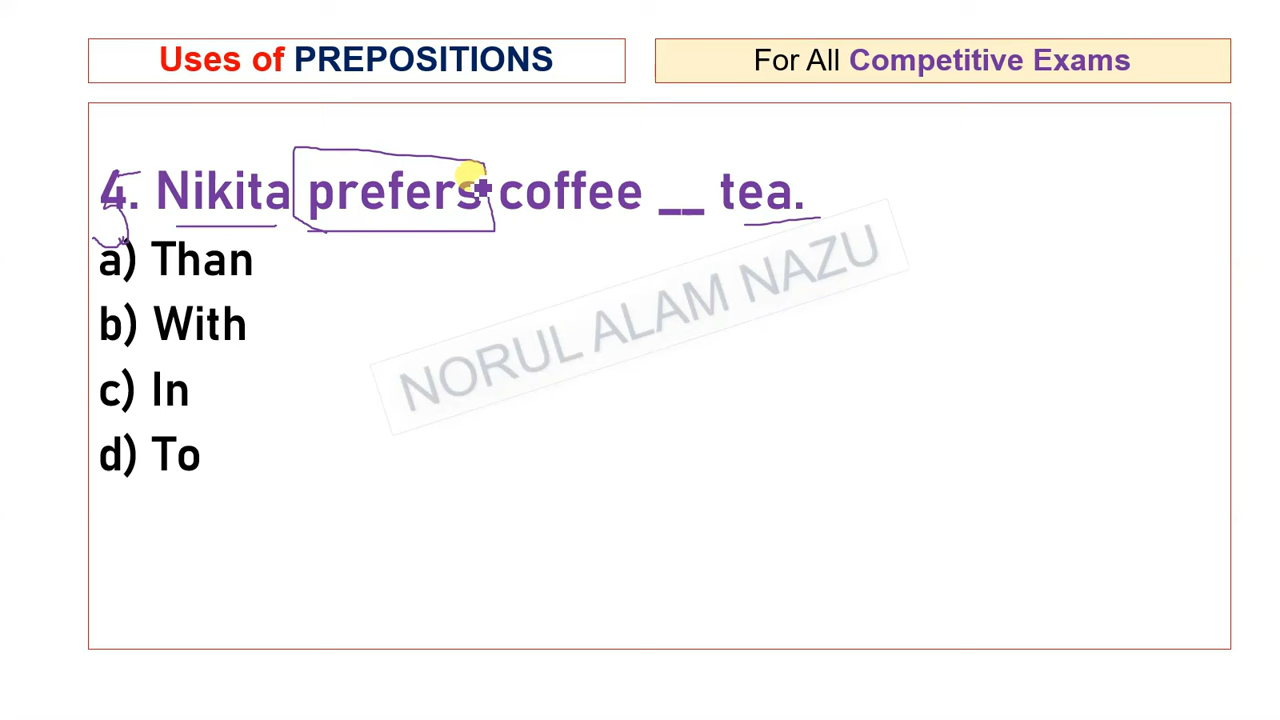 Uses of PREPOSITIONS
For All Competitive Exams
4. Nikita prefers coffee __ tea.
a) Than
b) With
c) In
d) To
NORUL ALAM NAZU